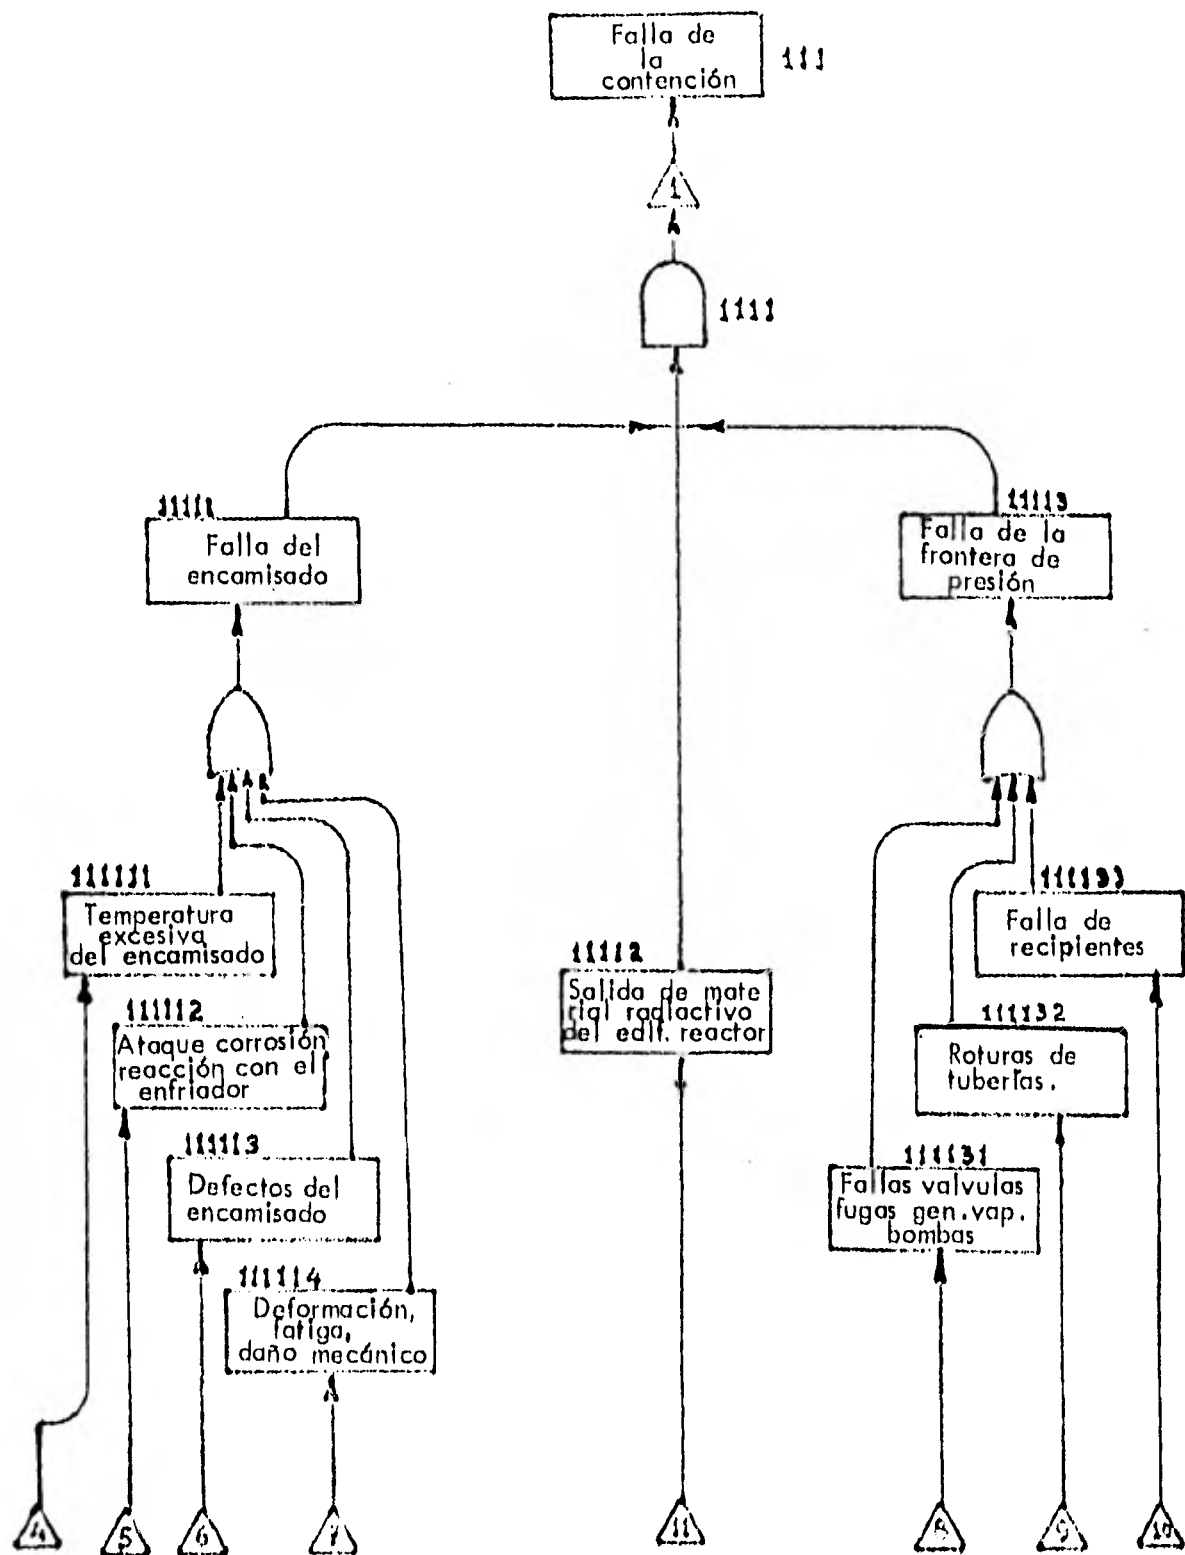 Falla de
la
contención
111
1
1111
11111
Falla del
encamisado
11113
Falla de la
frontera de
presión
111111
Temperatura
excesiva
del encamisado
111133
Falla de
recipientes
11112
Salida de mate
rial radiactivo
del edif. reactor
111112
Ataque corrosión
reacción con el
enfriador
111132
Roturas de
tuberías.
111113
Defectos del
encamisado
111131
Fallas valvulas
fugas gen.vap.
bombas
111114
Deformación,
fatiga,
daño mecánico
4
5
6
7
11
8
9
10